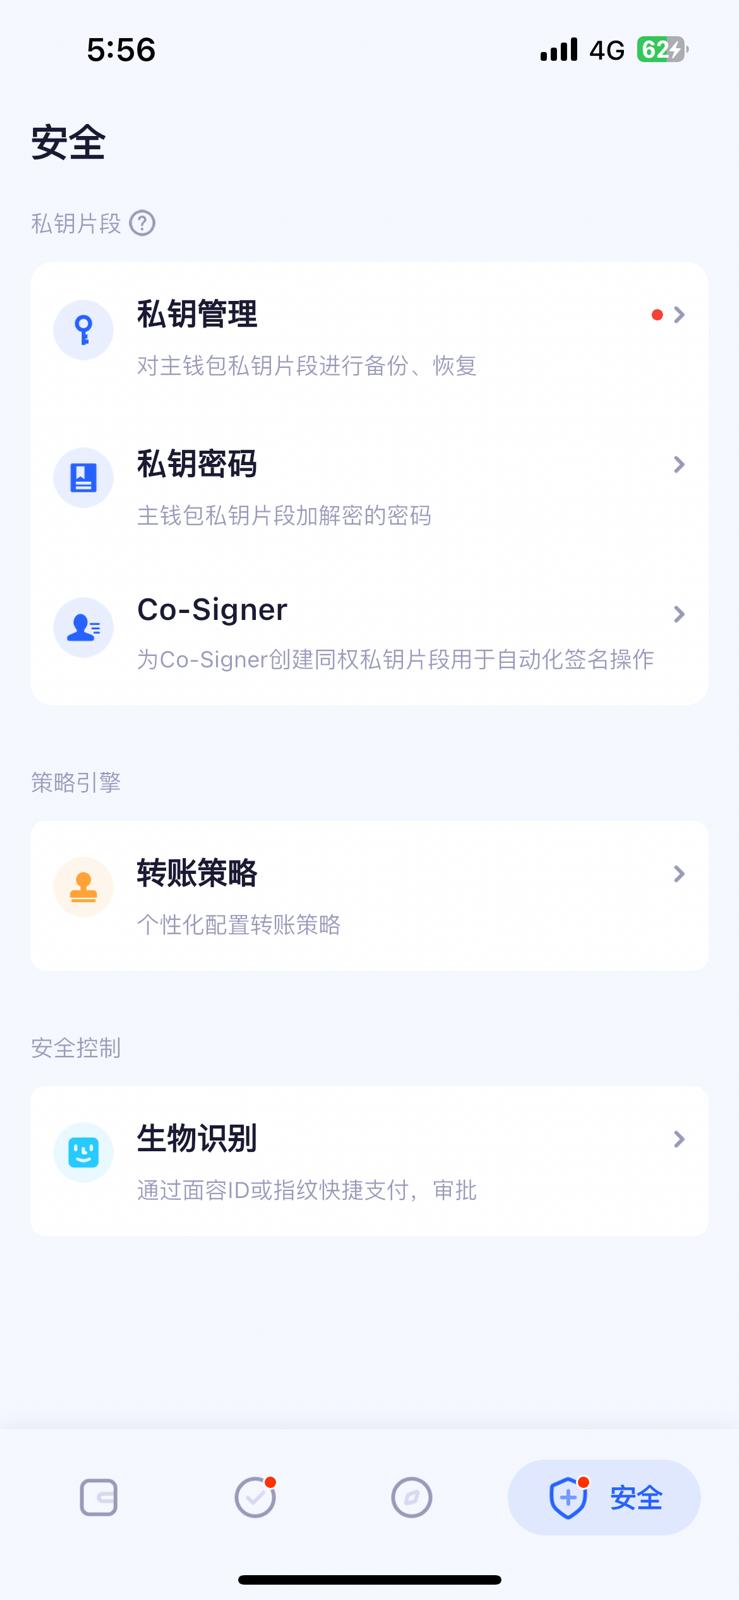 5:56
4G
62
安全
私钥片段
私钥管理
对主钱包私钥片段进行备份、恢复
私钥密码
主钱包私钥片段加解密的密码
Co-Signer
为Co-Signer创建同权私钥片段用于自动化签名操作
策略引擎
转账策略
个性化配置转账策略
安全控制
生物识别
通过面容ID或指纹快捷支付，审批
安全